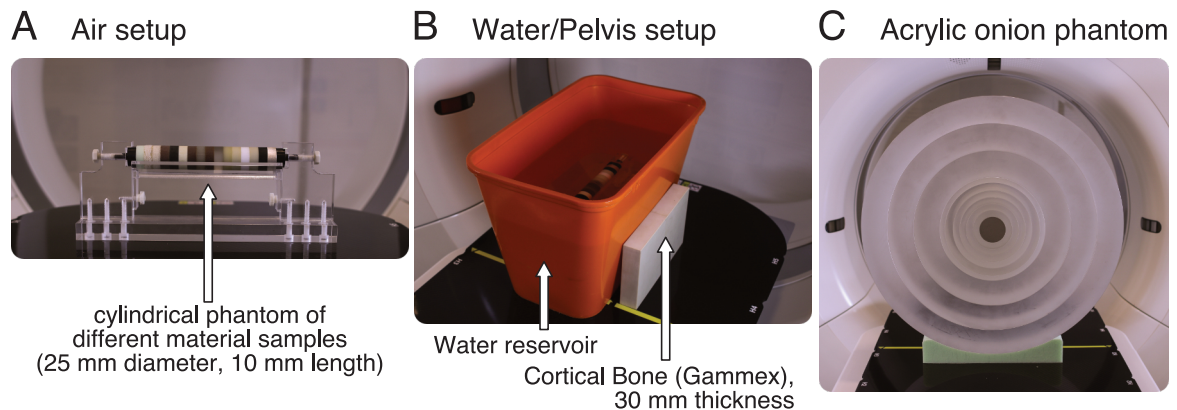 A Air setup
B Water/Pelvis setup
C Acrylic onion phantom
cylindrical phantom of
different material samples
(25 mm diameter, 10 mm length)
Water reservoir
Cortical Bone (Gammex),
30 mm thickness
H4